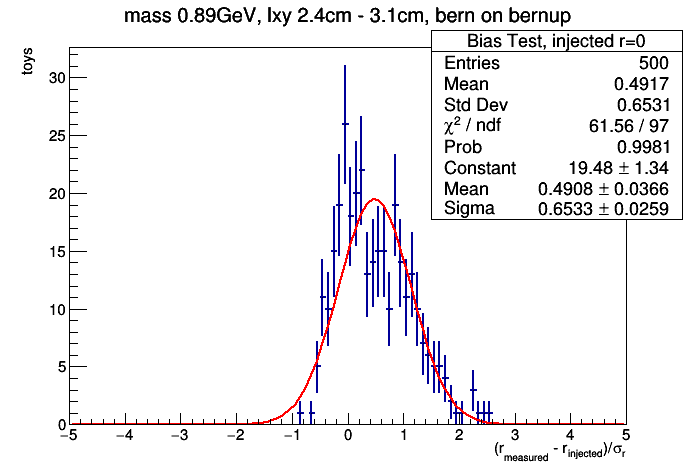 mass 0.89GeV, lxy 2.4cm - 3.1cm, bern on bernup
toys
Bias Test, injected r=0
Entries 500
Mean 0.4917
Std Dev 0.6531
χ² / ndf 61.56 / 97
Prob 0.9981
Constant 19.48 ± 1.34
Mean 0.4908 ± 0.0366
Sigma 0.6533 ± 0.0259
30
25
20
15
10
5
0
−5 −4 −3 −2 −1 0 1 2 3 4 5
(r_measured - r_injected)/σ_r